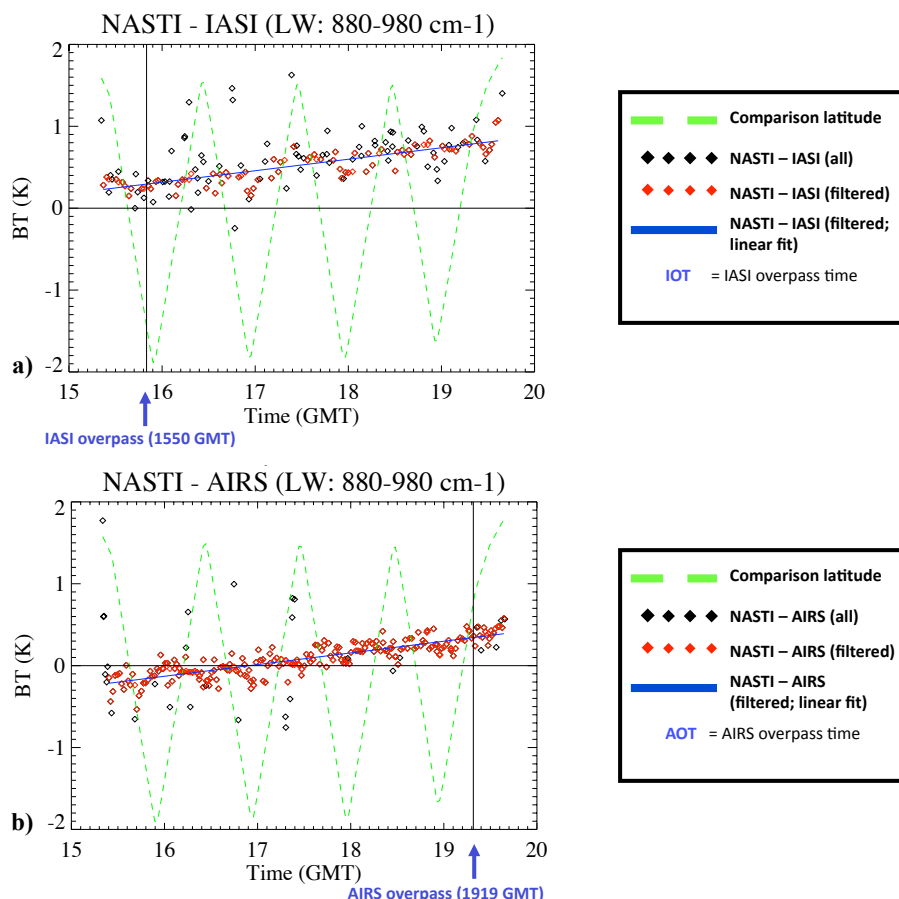 NASTI - IASI (LW: 880-980 cm-1)
2
1
0
-1
-2
BT (K)
15 16 17 18 19 20
Time (GMT)
a)
IASI overpass (1550 GMT)
Comparison latitude
NASTI – IASI (all)
NASTI – IASI (filtered)
NASTI – IASI (filtered;
linear fit)
IOT = IASI overpass time
NASTI - AIRS (LW: 880-980 cm-1)
2
1
0
-1
-2
BT (K)
15 16 17 18 19 20
Time (GMT)
b)
AIRS overpass (1919 GMT)
Comparison latitude
NASTI – AIRS (all)
NASTI – AIRS (filtered)
NASTI – AIRS
(filtered; linear fit)
AOT = AIRS overpass time